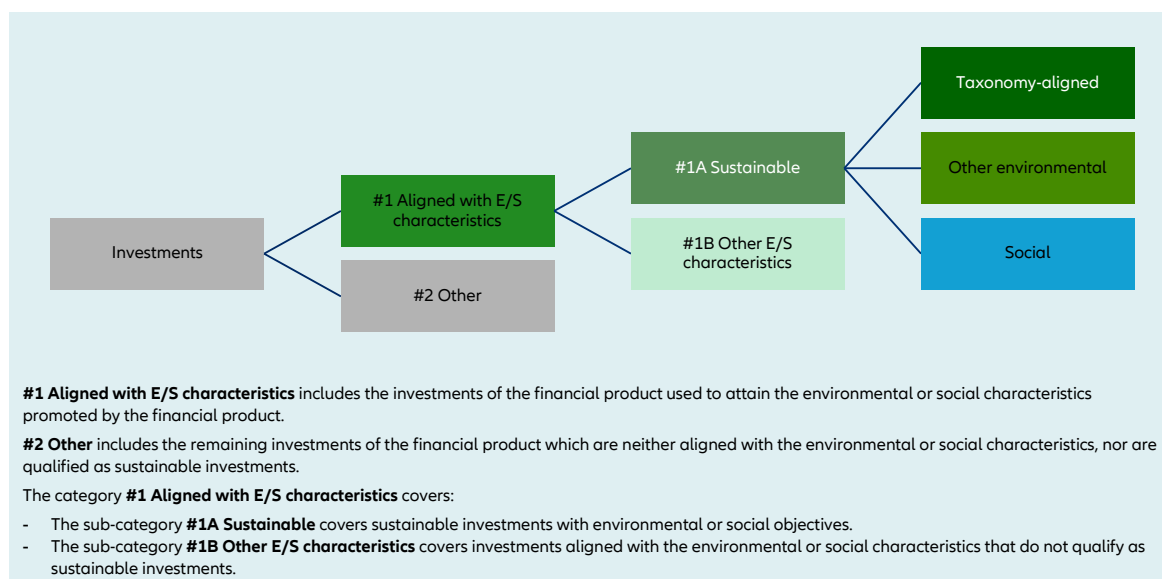 Taxonomy-aligned
#1A Sustainable
Other environmental
#1 Aligned with E/S
characteristics
Investments
#1B Other E/S
characteristics
Social
#2 Other
#1 Aligned with E/S characteristics includes the investments of the financial product used to attain the environmental or social characteristics
promoted by the financial product.
#2 Other includes the remaining investments of the financial product which are neither aligned with the environmental or social characteristics, nor are
qualified as sustainable investments.
The category #1 Aligned with E/S characteristics covers:
- The sub-category #1A Sustainable covers sustainable investments with environmental or social objectives.
- The sub-category #1B Other E/S characteristics covers investments aligned with the environmental or social characteristics that do not qualify as
sustainable investments.